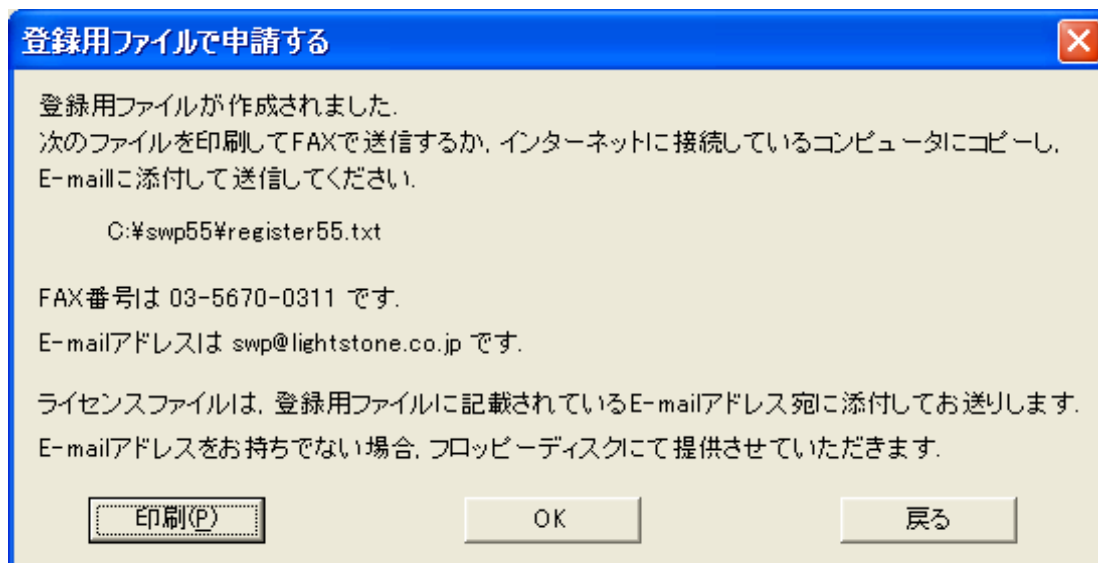 登録用ファイルで申請する
登録用ファイルが作成されました.
次のファイルを印刷してFAXで送信するか, インターネットに接続しているコンピュータにコピーし,
E-mailに添付して送信してください.
C:¥swp55¥register55.txt
FAX番号は 03-5670-0311 です.
E-mailアドレスは swp@lightstone.co.jp です.
ライセンスファイルは, 登録用ファイルに記載されているE-mailアドレス宛に添付してお送りします.
E-mailアドレスをお持ちでない場合, フロッピーディスクにて提供させていただきます.
印刷(P)
OK
戻る